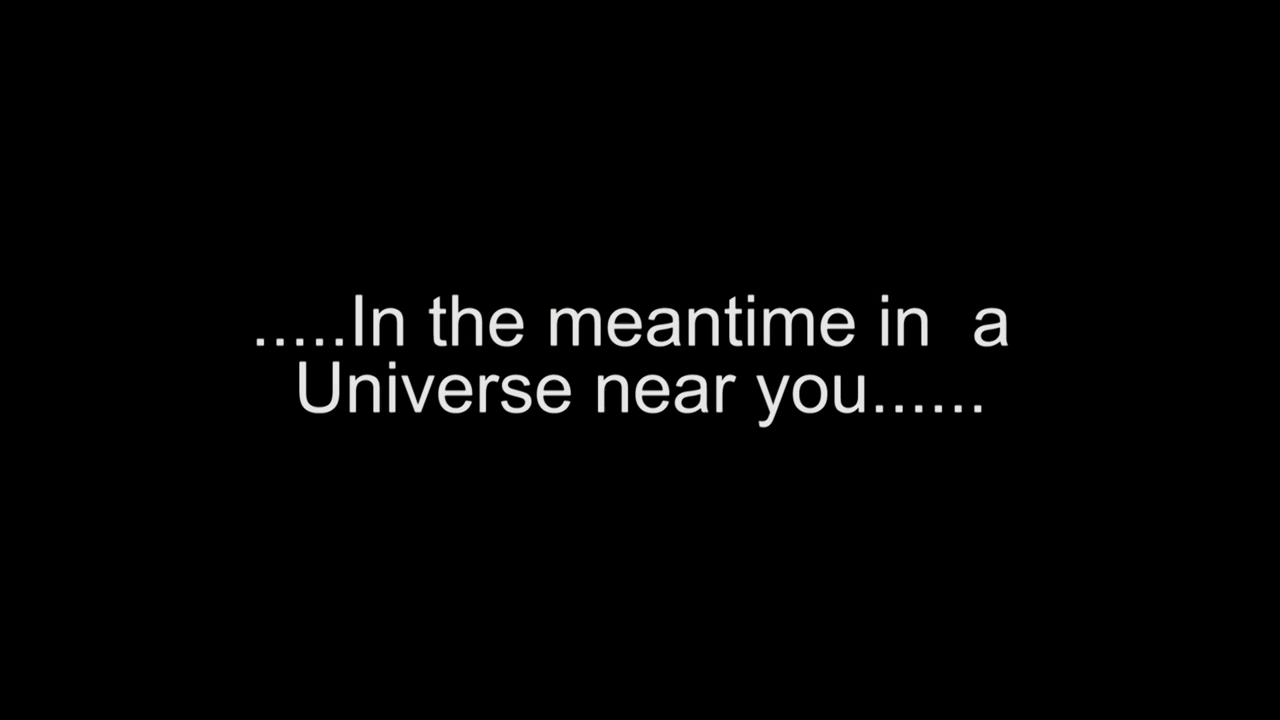 .....In the meantime in  a
Universe near you......